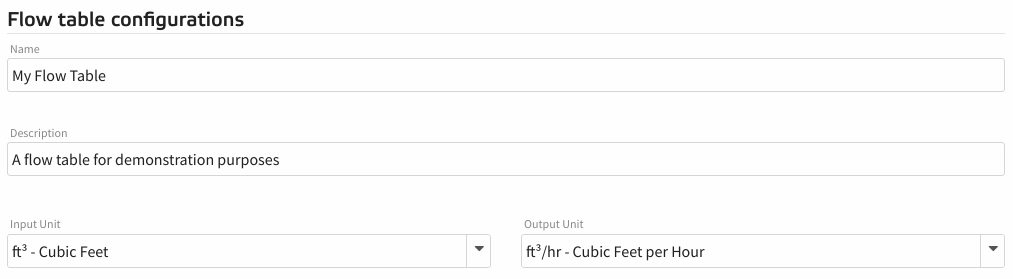 Flow table configurations
Name
My Flow Table
Description
A flow table for demonstration purposes
Input Unit
Output Unit
ft³ - Cubic Feet
ft³/hr - Cubic Feet per Hour